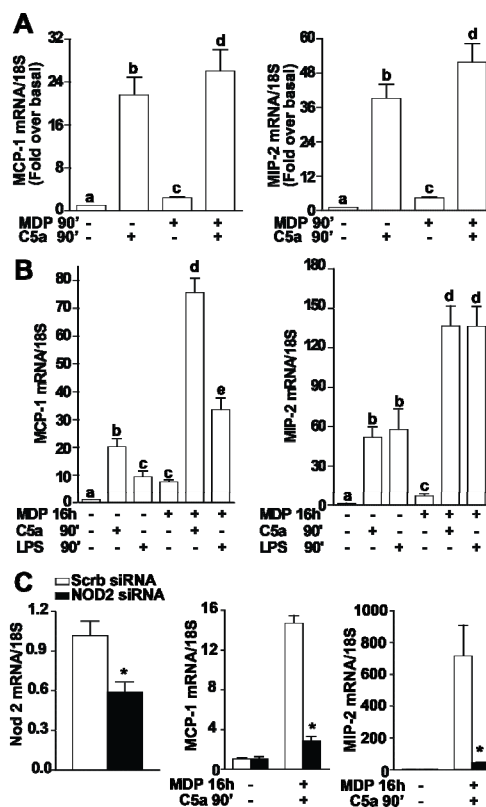 A
MCP-1 mRNA/18S
(Fold over basal)
32
24
16
8
0
a
b
c
d
MDP 90' - - + +
C5a 90' - + - +
MIP-2 mRNA/18S
(Fold over basal)
60
48
36
24
12
0
a
b
c
d
MDP 90' - - + +
C5a 90' - + - +
B
MCP-1 mRNA/18S
80
70
60
50
40
30
20
10
0
a
b
c
c
d
e
MDP 16h - - - + + +
C5a 90' - + - - + -
LPS 90' - - + - - +
MIP-2 mRNA/18S
180
150
120
90
60
30
0
a
b
b
c
d
d
MDP 16h - - - + + +
C5a 90' - + - - + -
LPS 90' - - + - - +
C
Scrb siRNA
NOD2 siRNA
Nod 2 mRNA/18S
1.2
0.9
0.6
0.3
0.0
*
MCP-1 mRNA/18S
16
12
8
4
0
*
MDP 16h - +
C5a 90' - +
MIP-2 mRNA/18S
1000
800
600
400
200
0
*
MDP 16h - +
C5a 90' - +